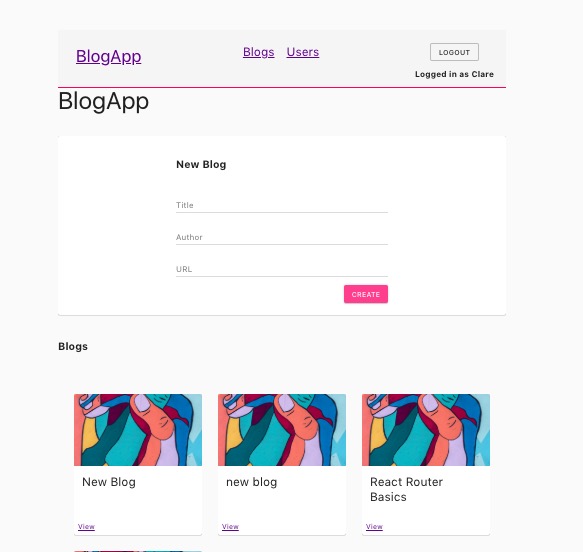 BlogApp
Blogs Users
LOGOUT
Logged in as Clare
BlogApp
New Blog
Title
Author
URL
CREATE
Blogs
New Blog
View
new blog
View
React Router
Basics
View